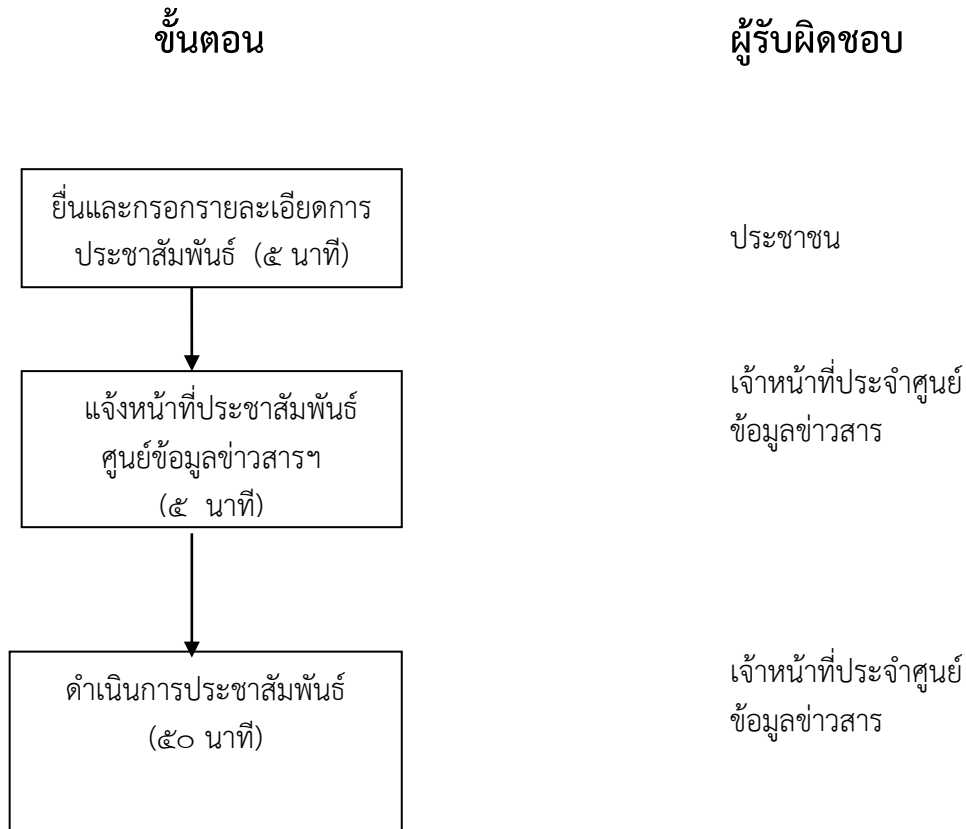 ขั้นตอน
ผู้รับผิดชอบ
ยื่นและกรอกรายละเอียดการ
ประชาสัมพันธ์ (๕ นาที)
ประชาชน
แจ้งหน้าที่ประชาสัมพันธ์
ศูนย์ข้อมูลข่าวสารฯ
(๕ นาที)
เจ้าหน้าที่ประจำศูนย์
ข้อมูลข่าวสาร
ดำเนินการประชาสัมพันธ์
(๕๐ นาที)
เจ้าหน้าที่ประจำศูนย์
ข้อมูลข่าวสาร